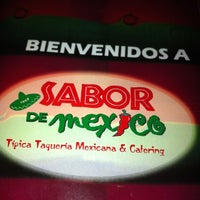 BIENVENIDOS A
SABOR
DE mexico
Típica Taquería Mexicana & Catering